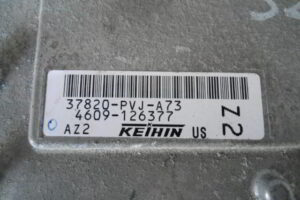 37820-PVJ-A73
4609-126377
AZ2 KEIHIN US
Z2